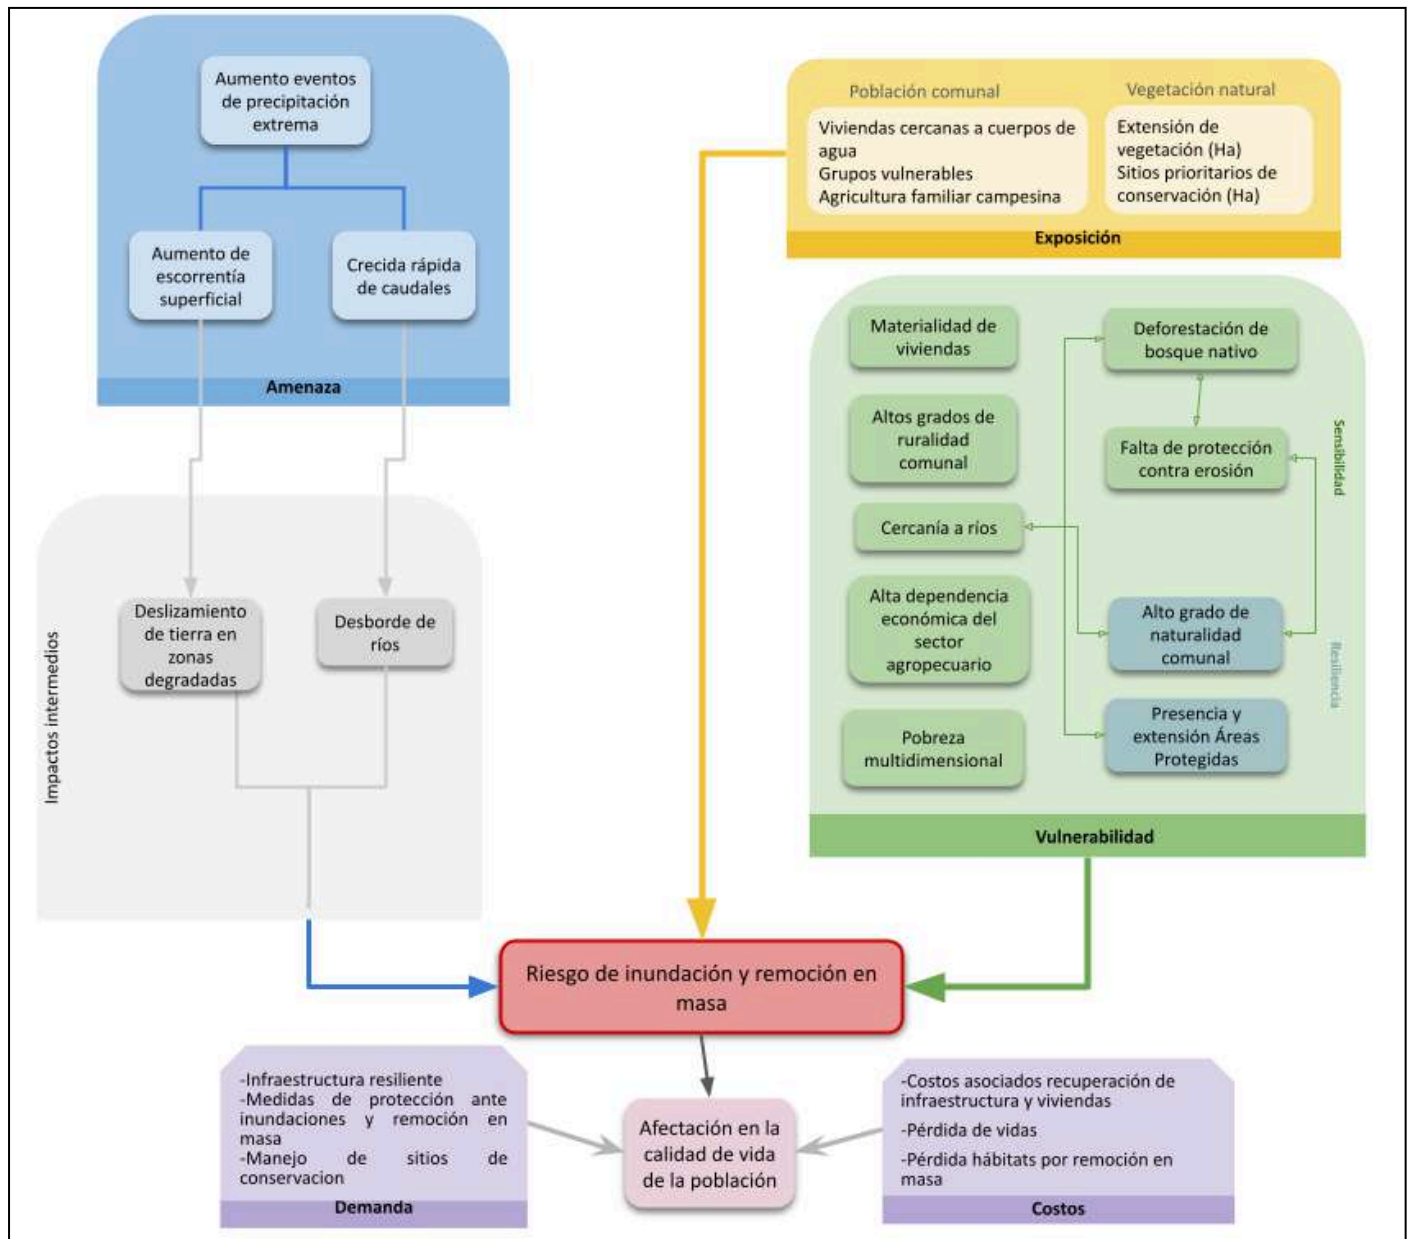 Aumento eventos
de precipitación
extrema
Aumento de
escorrentía
superficial
Crecida rápida
de caudales
Amenaza
Población comunal
Viviendas cercanas a cuerpos de
agua
Grupos vulnerables
Agricultura familiar campesina
Vegetación natural
Extensión de
vegetación (Ha)
Sitios prioritarios de
conservación (Ha)
Exposición
Materialidad de
viviendas
Altos grados de
ruralidad
comunal
Cercanía a ríos
Alta dependencia
económica del
sector
agropecuario
Pobreza
multidimensional
Deforestación de
bosque nativo
Falta de protección
contra erosión
Sensibilidad
Alto grado de
naturalidad
comunal
Resiliencia
Presencia y
extensión Áreas
Protegidas
Vulnerabilidad
Impactos intermedios
Deslizamiento
de tierra en
zonas
degradadas
Desborde de
ríos
Riesgo de inundación y remoción en
masa
-Infraestructura resiliente
-Medidas de protección ante
inundaciones y remoción en
masa
-Manejo de sitios de
conservacion
Demanda
Afectación en la
calidad de vida
de la población
-Costos asociados recuperación de
infraestructura y viviendas
-Pérdida de vidas
-Pérdida hábitats por remoción en
masa
Costos